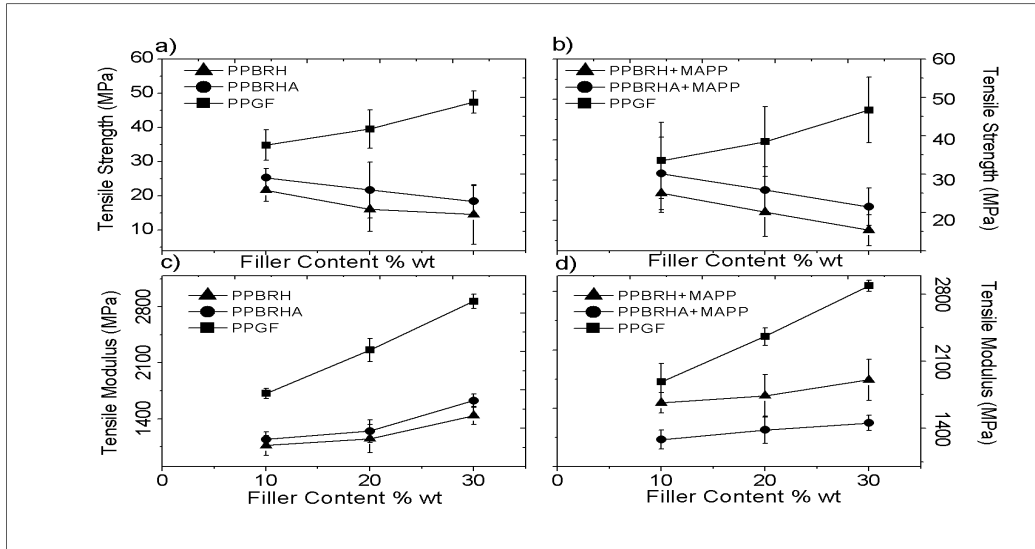 a)
PPBRH
PPBRHA
PPGF
60
50
40
30
20
10
Tensile Strength (MPa)
Filler Content % wt
b)
PPBRH+MAPP
PPBRHA+MAPP
PPGF
60
50
40
30
20
Tensile Strength (MPa)
Filler Content % wt
c)
PPBRH
PPBRHA
PPGF
2800
2100
1400
Tensile Modulus (MPa)
0 10 20 30
Filler Content % wt
d)
PPBRH+MAPP
PPBRHA+MAPP
PPGF
2800
2100
1400
Tensile Modulus (MPa)
0 10 20 30
Filler Content % wt